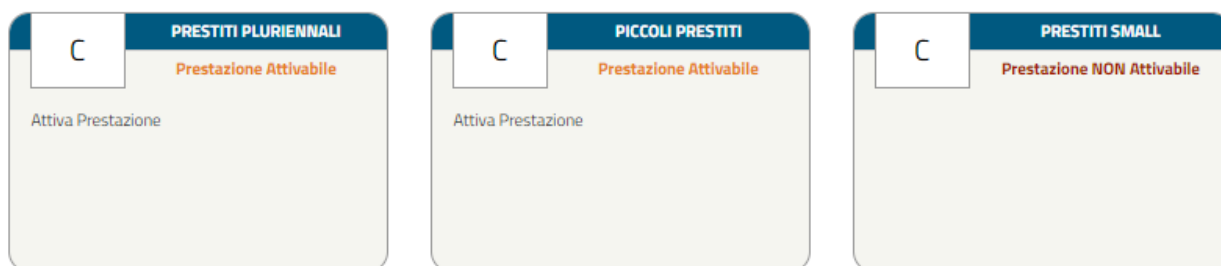 C
PRESTITI PLURIENNALI
Prestazione Attivabile
Attiva Prestazione
C
PICCOLI PRESTITI
Prestazione Attivabile
Attiva Prestazione
C
PRESTITI SMALL
Prestazione NON Attivabile